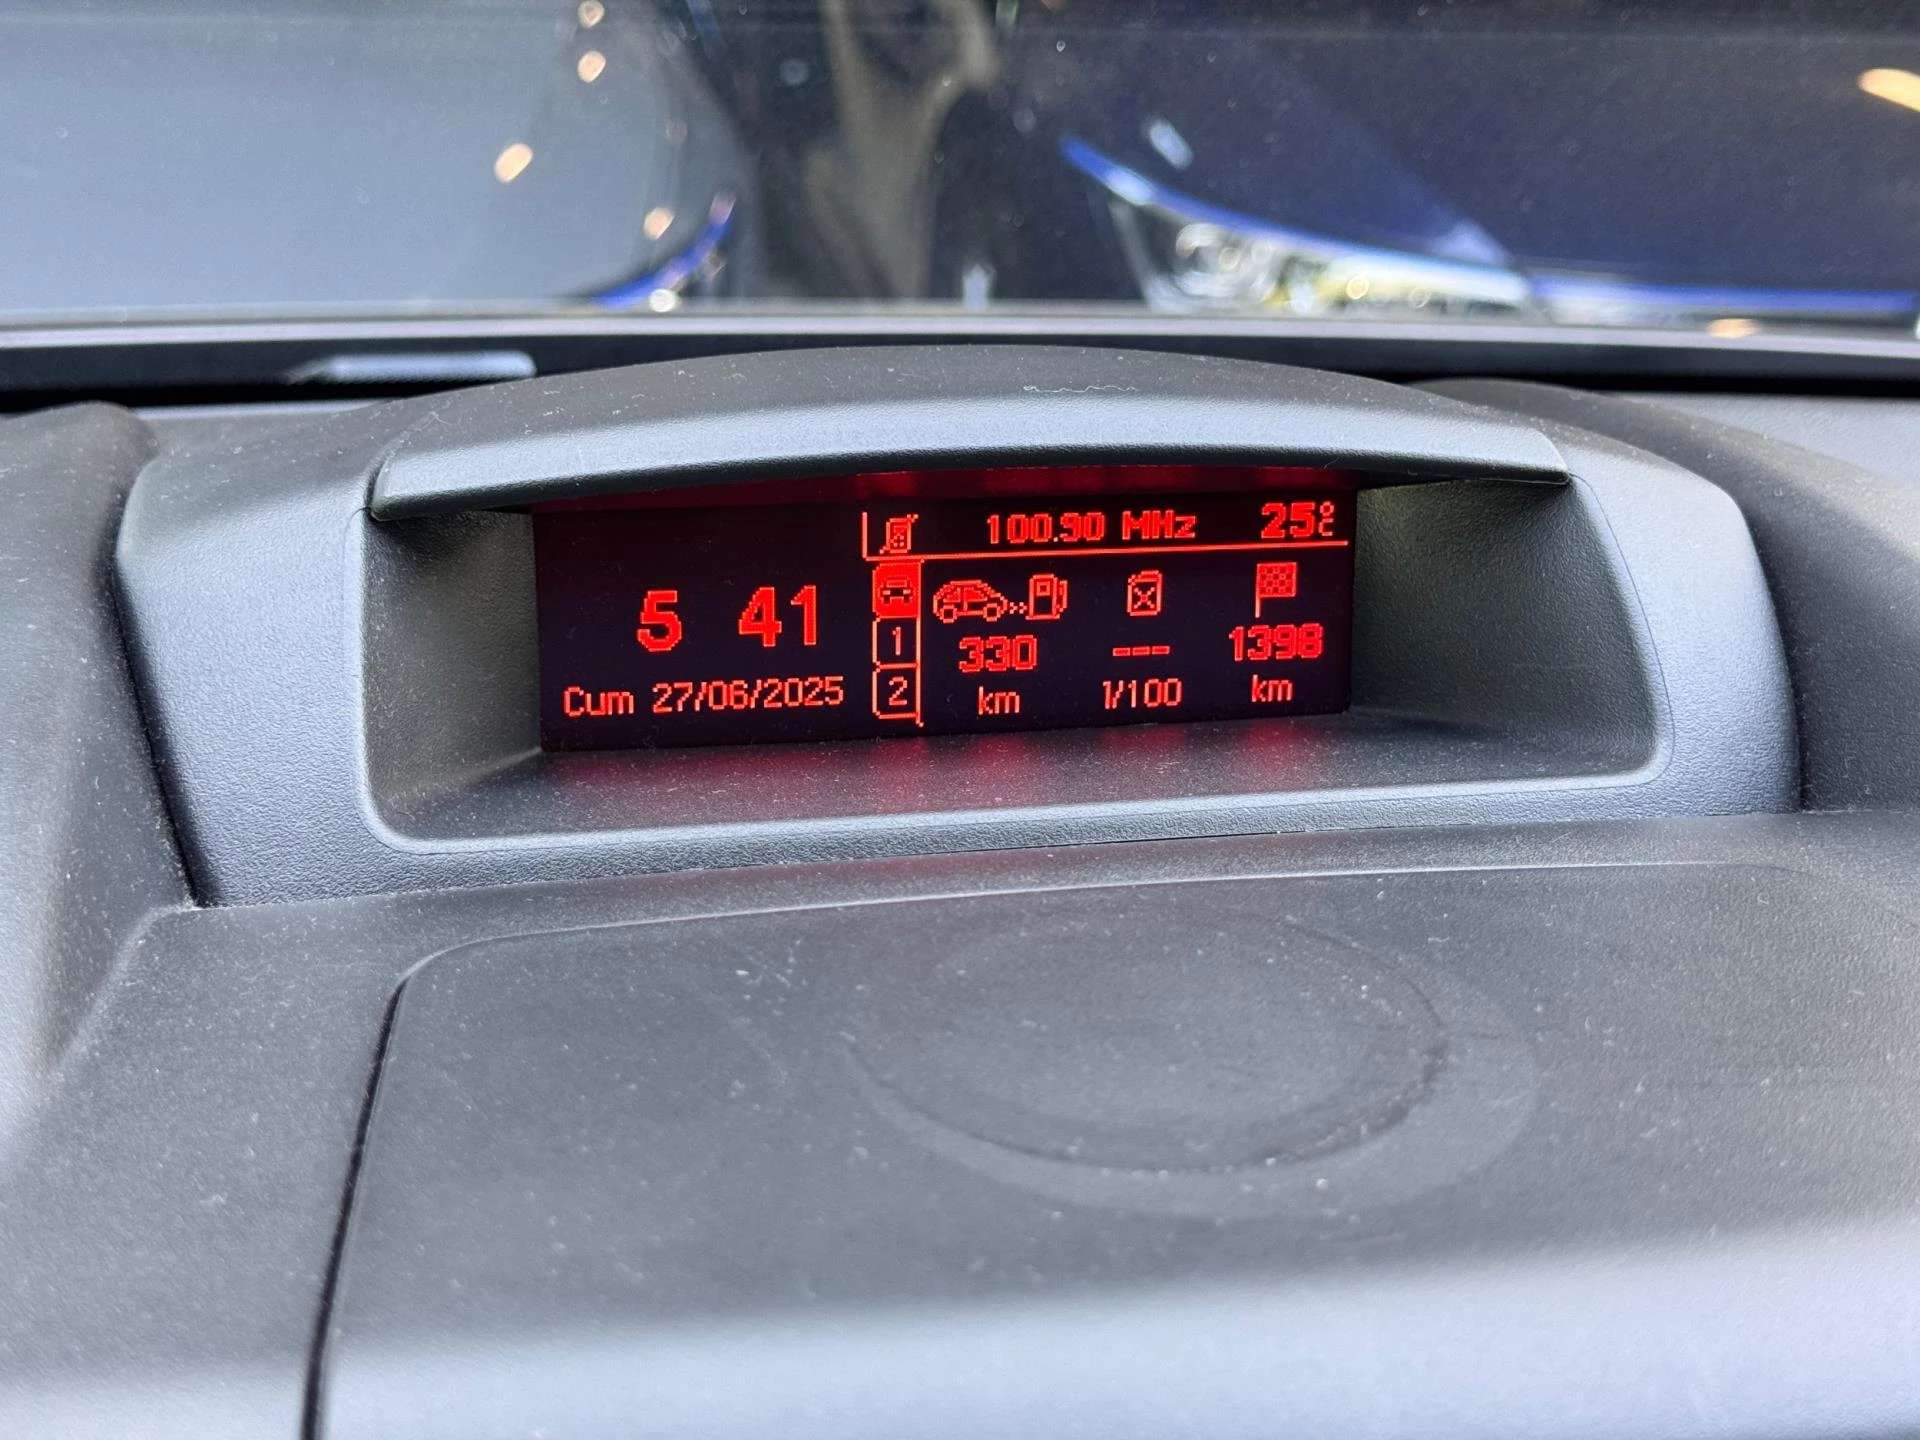 100.90 MHz 25°C
5 41
Cum 27/06/2025
1
2
330 --- 1398
km l/100 km